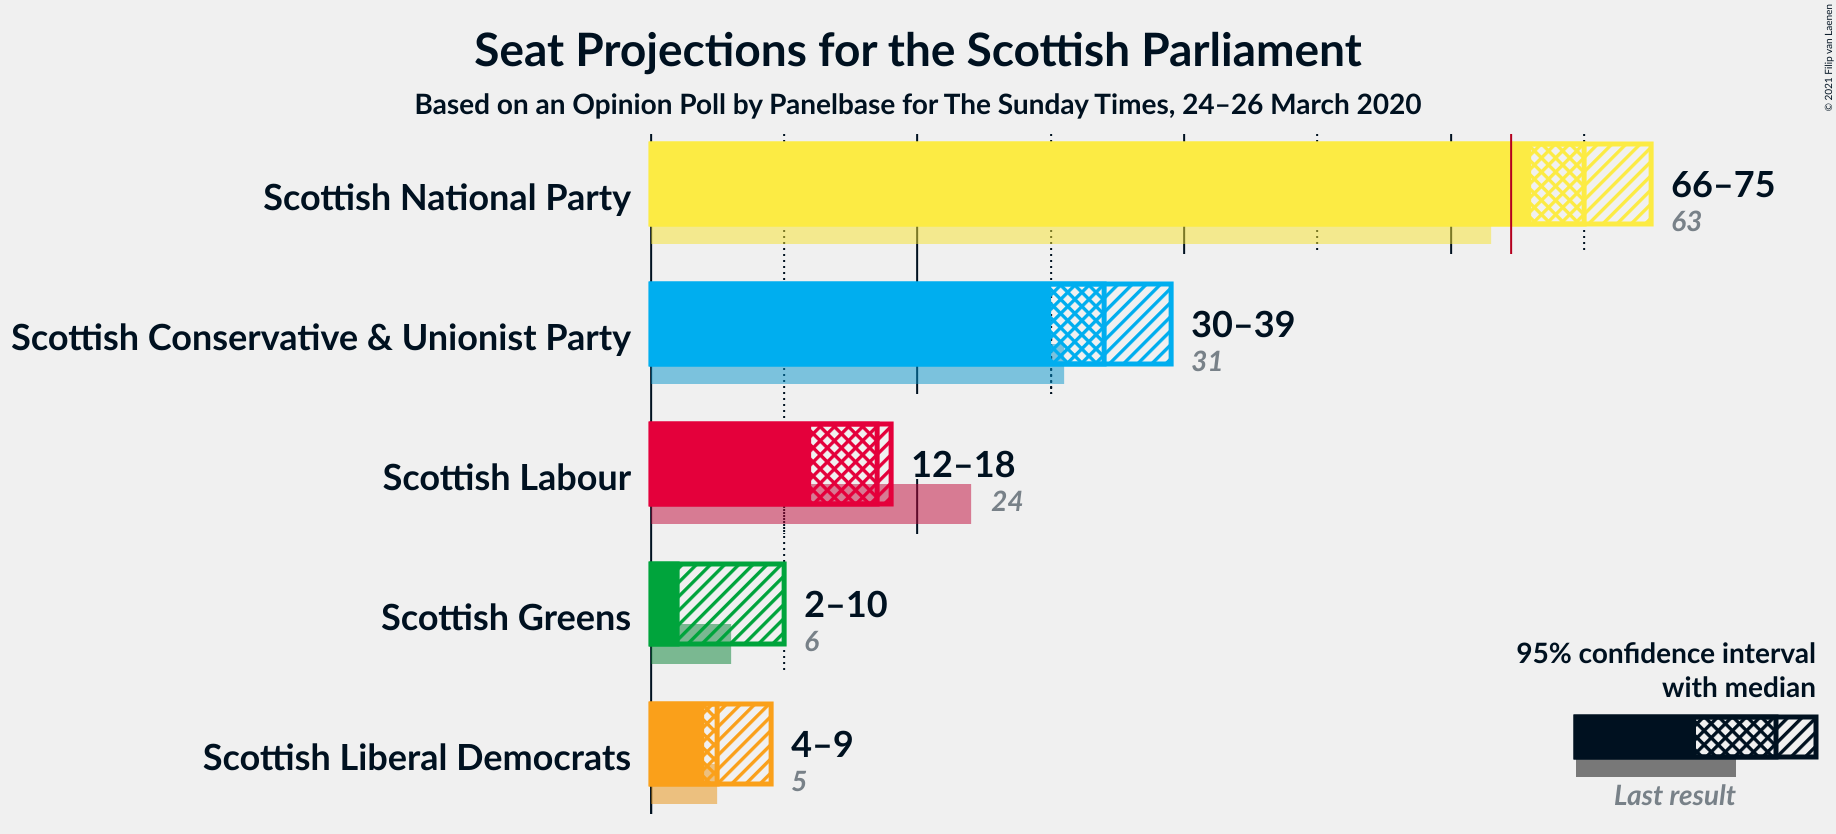 Seat Projections for the Scottish Parliament
Based on an Opinion Poll by Panelbase for The Sunday Times, 24–26 March 2020
© 2021 Filip van Laenen
Scottish National Party
66–75
63
Scottish Conservative & Unionist Party
30–39
31
Scottish Labour
12–18
24
Scottish Greens
2–10
6
Scottish Liberal Democrats
4–9
5
95% confidence interval
with median
Last result